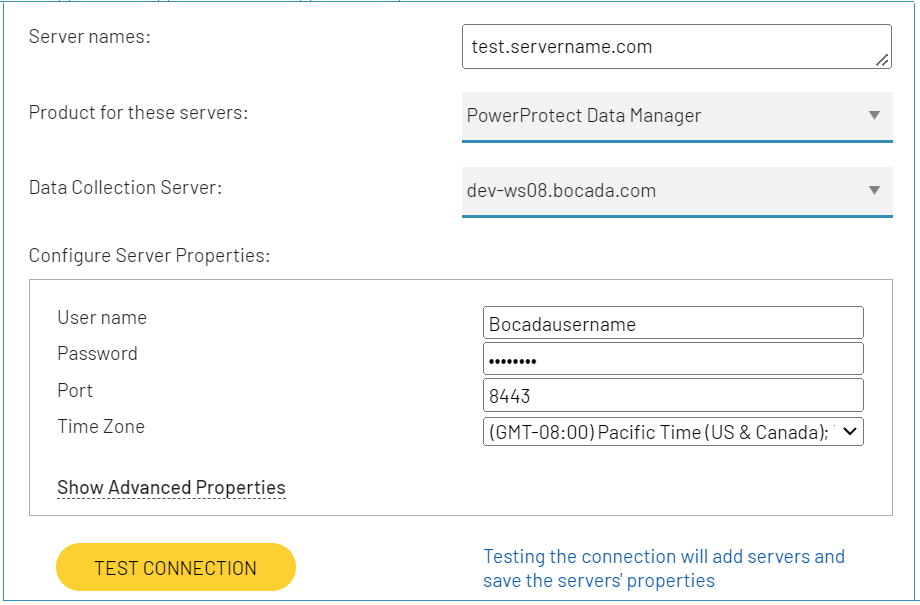 Server names:
test.servername.com
Product for these servers:
PowerProtect Data Manager
Data Collection Server:
dev-ws08.bocada.com
Configure Server Properties:
User name
Bocadausername
Password
••••••••
Port
8443
Time Zone
(GMT-08:00) Pacific Time (US & Canada);
Show Advanced Properties
TEST CONNECTION
Testing the connection will add servers and
save the servers' properties